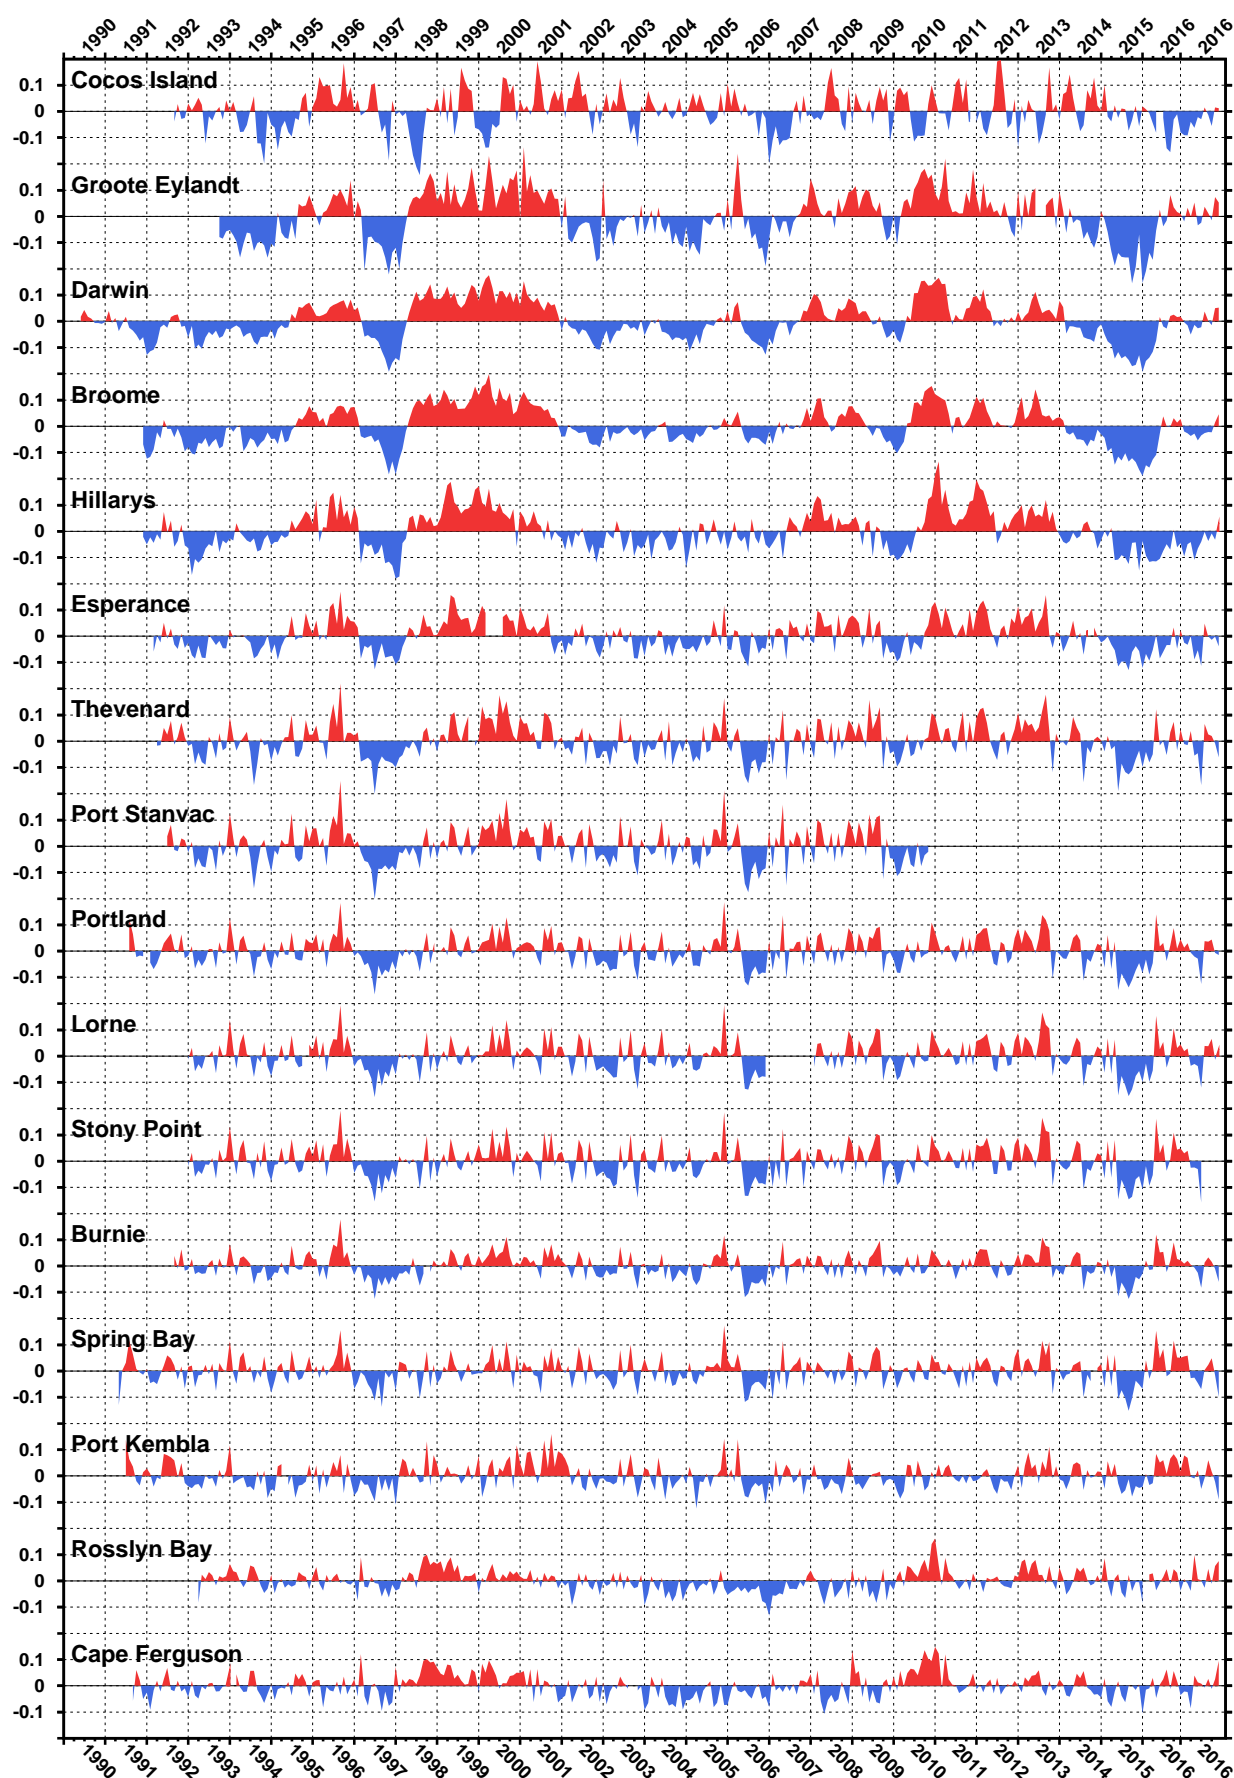 1990 1991 1992 1993 1994 1995 1996 1997 1998 1999 2000 2001 2002 2003 2004 2005 2006 2007 2008 2009 2010 2011 2012 2013 2014 2015 2016 2016
Cocos Island
0.1
0
-0.1
Groote Eylandt
0.1
0
-0.1
Darwin
0.1
0
-0.1
Broome
0.1
0
-0.1
Hillarys
0.1
0
-0.1
Esperance
0.1
0
-0.1
Thevenard
0.1
0
-0.1
Port Stanvac
0.1
0
-0.1
Portland
0.1
0
-0.1
Lorne
0.1
0
-0.1
Stony Point
0.1
0
-0.1
Burnie
0.1
0
-0.1
Spring Bay
0.1
0
-0.1
Port Kembla
0.1
0
-0.1
Rosslyn Bay
0.1
0
-0.1
Cape Ferguson
0.1
0
-0.1
1990 1991 1992 1993 1994 1995 1996 1997 1998 1999 2000 2001 2002 2003 2004 2005 2006 2007 2008 2009 2010 2011 2012 2013 2014 2015 2016 2016